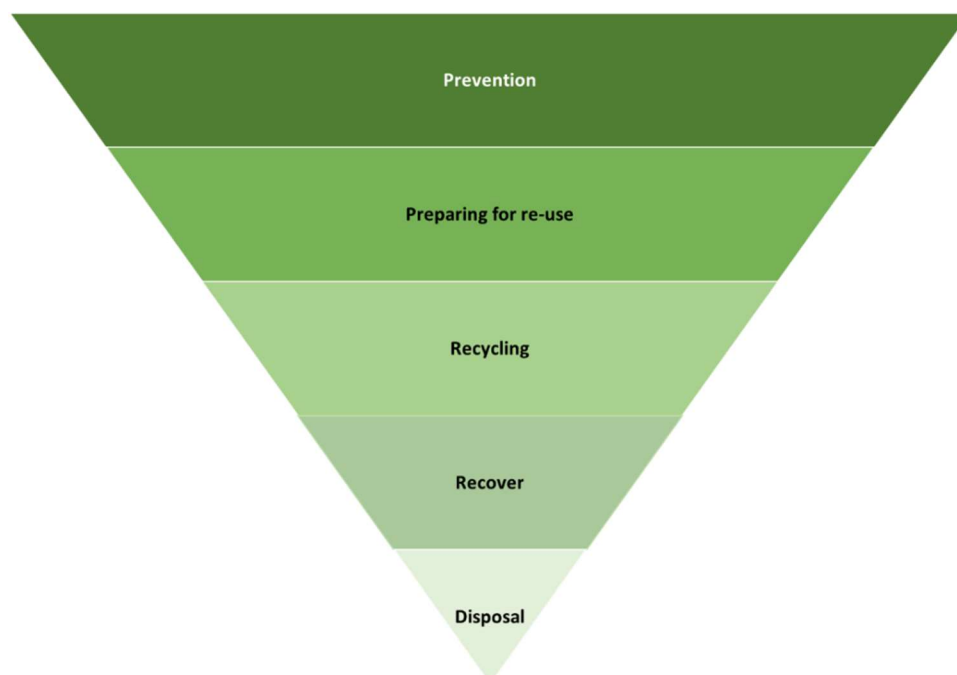 Prevention
Preparing for re-use
Recycling
Recover
Disposal